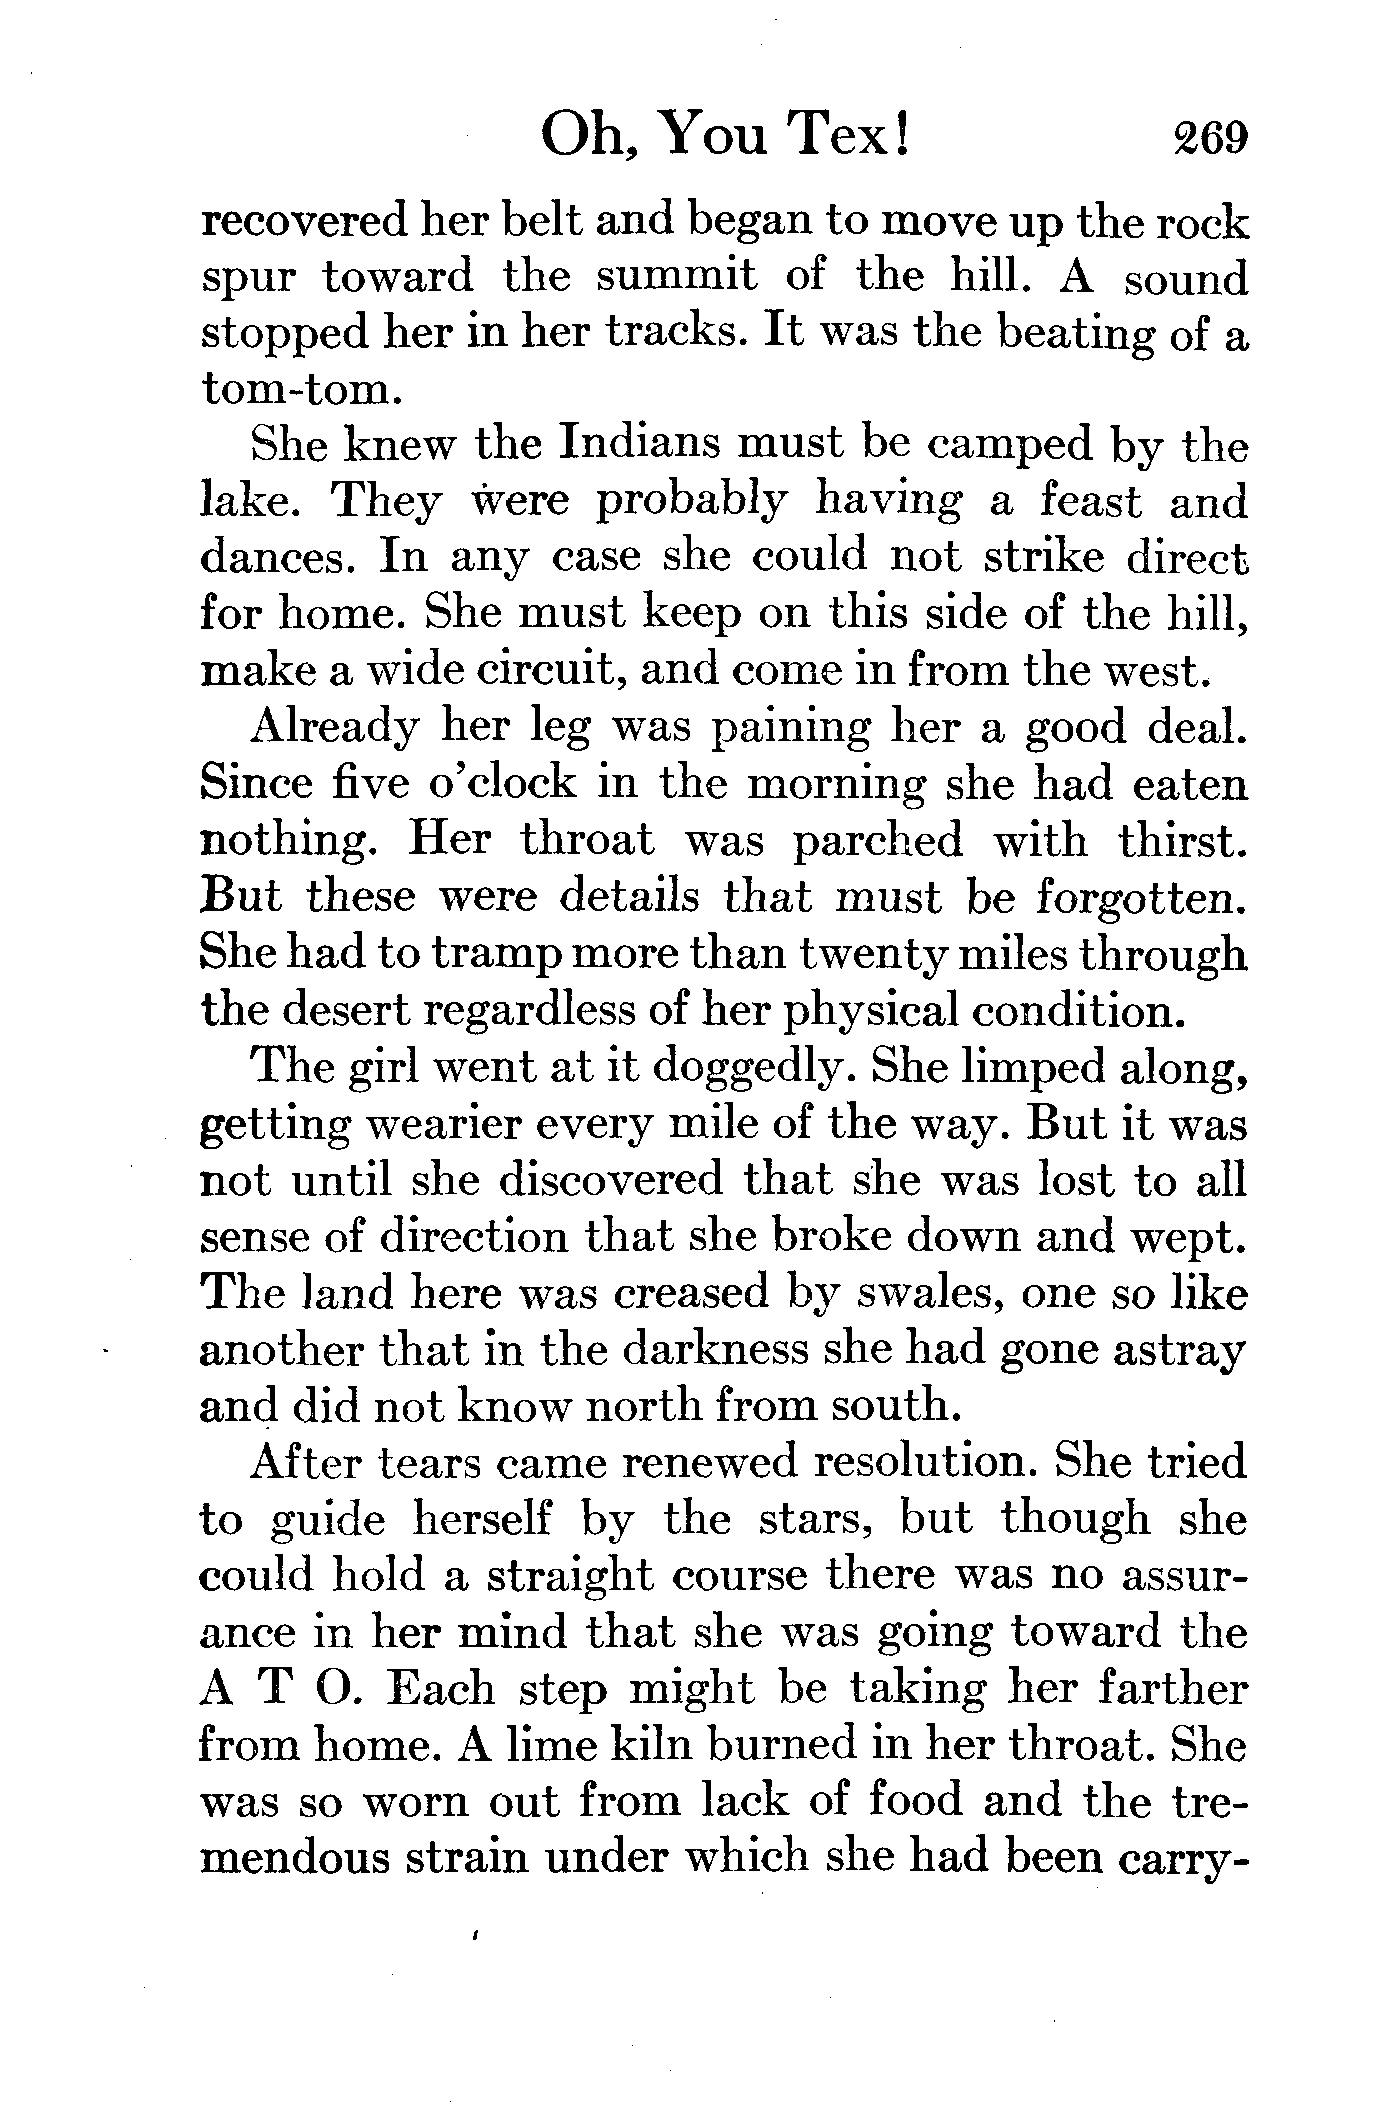 Oh, You Tex! 269
recovered her belt and began to move up the rock
spur toward the summit of the hill. A sound
stopped her in her tracks. It was the beating of a
tom-tom.
She knew the Indians must be camped by the
lake. They were probably having a feast and
dances. In any case she could not strike direct
for home. She must keep on this side of the hill,
make a wide circuit, and come in from the west.
Already her leg was paining her a good deal.
Since five o'clock in the morning she had eaten
nothing. Her throat was parched with thirst.
But these were details that must be forgotten.
She had to tramp more than twenty miles through
the desert regardless of her physical condition.
The girl went at it doggedly. She limped along,
getting wearier every mile of the way. But it was
not until she discovered that she was lost to all
sense of direction that she broke down and wept.
The land here was creased by swales, one so like
another that in the darkness she had gone astray
and did not know north from south.
After tears came renewed resolution. She tried
to guide herself by the stars, but though she
could hold a straight course there was no assur-
ance in her mind that she was going toward the
A T O. Each step might be taking her farther
from home. A lime kiln burned in her throat. She
was so worn out from lack of food and the tre-
mendous strain under which she had been carry-